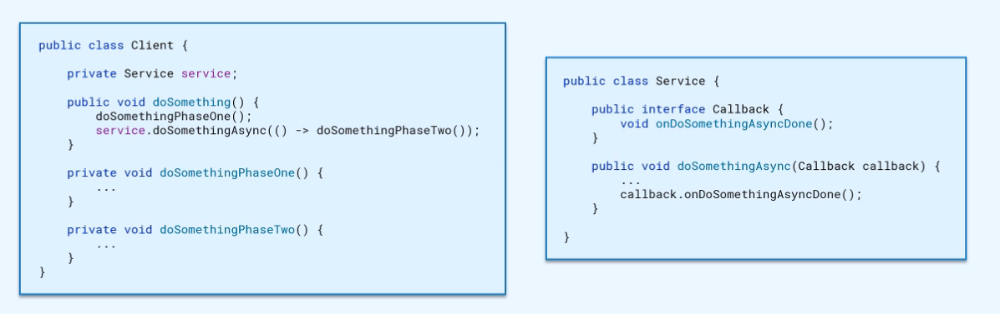 public class Client {
private Service service;
public void doSomething() {
doSomethingPhaseOne();
service.doSomethingAsync(() -> doSomethingPhaseTwo());
}
private void doSomethingPhaseOne() {
...
}
private void doSomethingPhaseTwo() {
...
}
}
public class Service {
public interface Callback {
void onDoSomethingAsyncDone();
}
public void doSomethingAsync(Callback callback) {
...
callback.onDoSomethingAsyncDone();
}
}